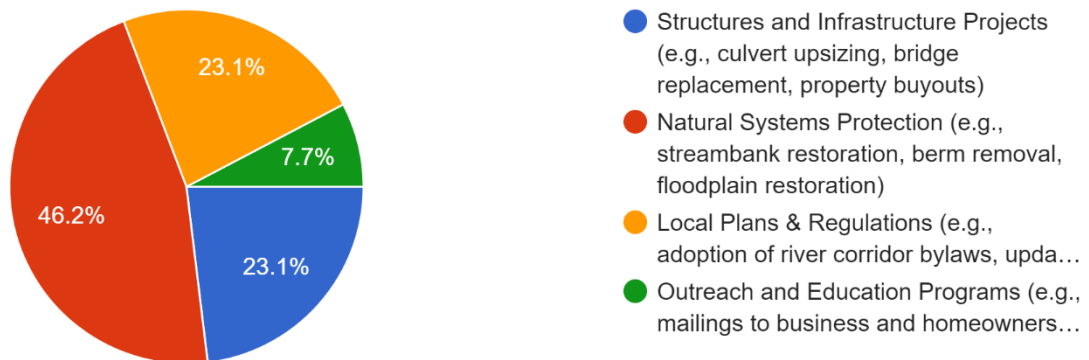 23.1%
7.7%
46.2%
23.1%
Structures and Infrastructure Projects
(e.g., culvert upsizing, bridge
replacement, property buyouts)
Natural Systems Protection (e.g.,
streambank restoration, berm removal,
floodplain restoration)
Local Plans & Regulations (e.g.,
adoption of river corridor bylaws, upda…
Outreach and Education Programs (e.g.,
mailings to business and homeowners…